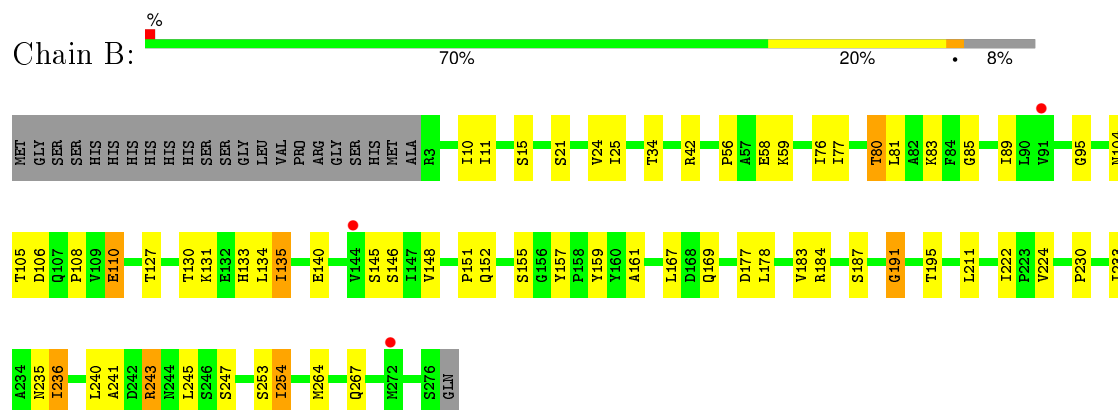 %
Chain B:
70% 20% • 8%
MET GLY SER SER HIS HIS HIS HIS HIS HIS SER SER GLY LEU VAL PRO ARG GLY SER HIS MET ALA R3 I10 I11 S15 S21 V24 I25 T34 R42 P56 A57 E58 K59 I76 I77 T80 L81 A82 K83 F84 G85 I89 L90 V91 G95 N104
T105 D106 Q107 P108 V109 E110 T127 T130 K131 E132 H133 L134 I135 E140 V144 S145 S146 I147 V148 P151 Q152 S155 G156 Y157 P158 Y159 Y160 A161 L167 D168 Q169 D177 L178 V183 R184 S187 G191 T195 L211 I222 P223 V224 P230
A234 N235 I236 L240 A241 D242 R243 N244 L245 S246 S247 S253 I254 M264 Q267 M272 S276 GLN